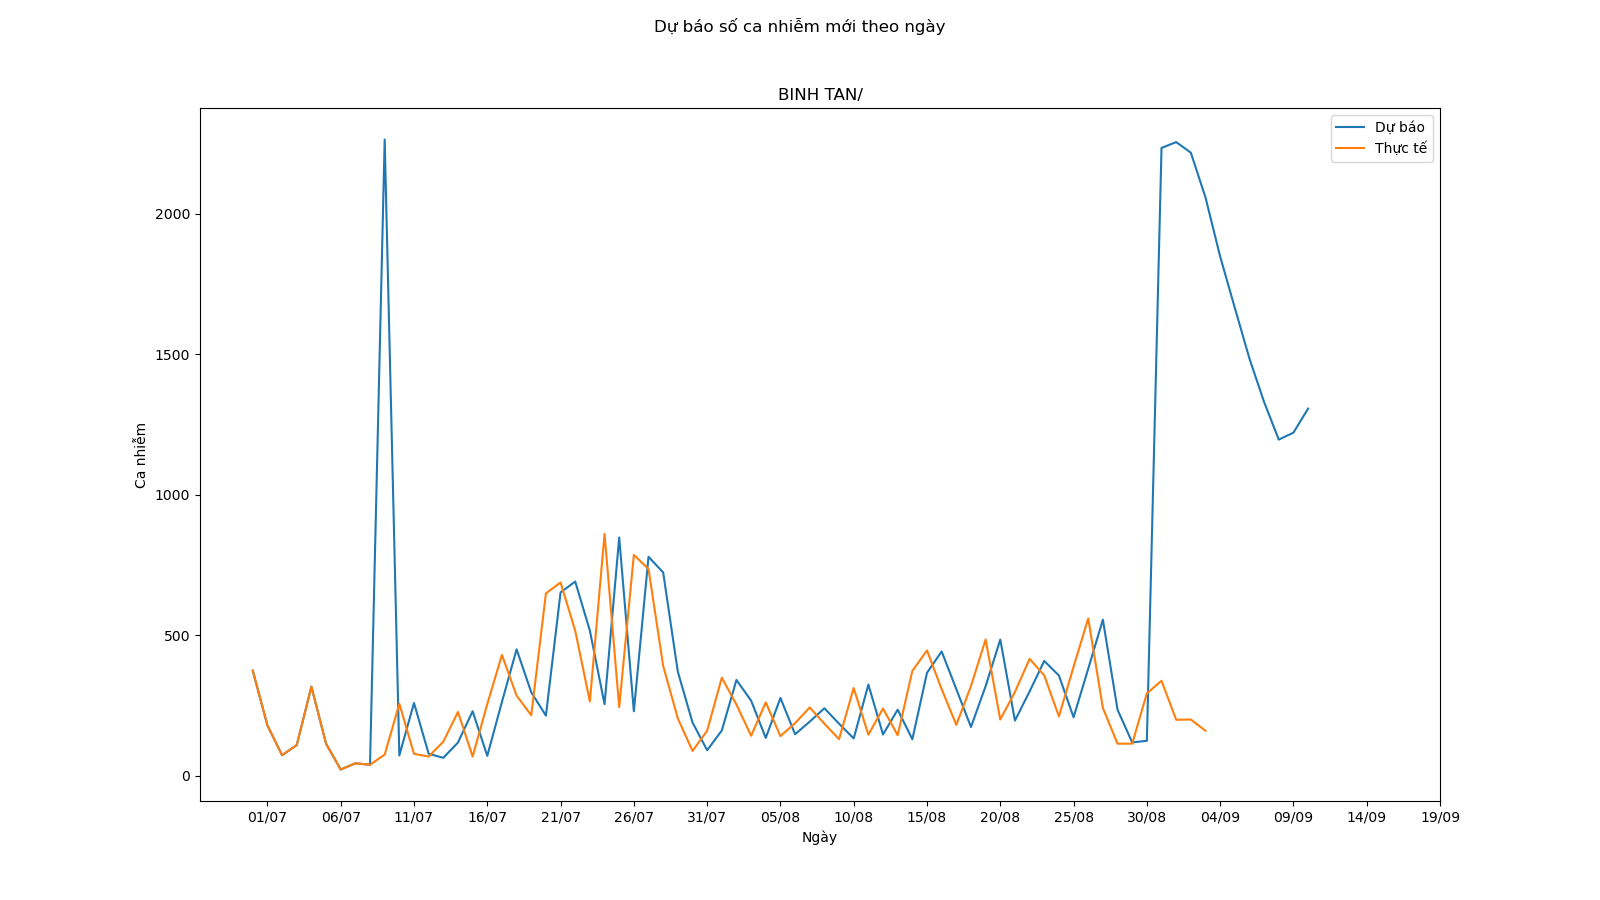 Dự báo số ca nhiễm mới theo ngày
BINH TAN/
Dự báo
Thực tế
2000
1500
1000
500
0
Ca nhiễm
01/07 06/07 11/07 16/07 21/07 26/07 31/07 05/08 10/08 15/08 20/08 25/08 30/08 04/09 09/09 14/09 19/09
Ngày